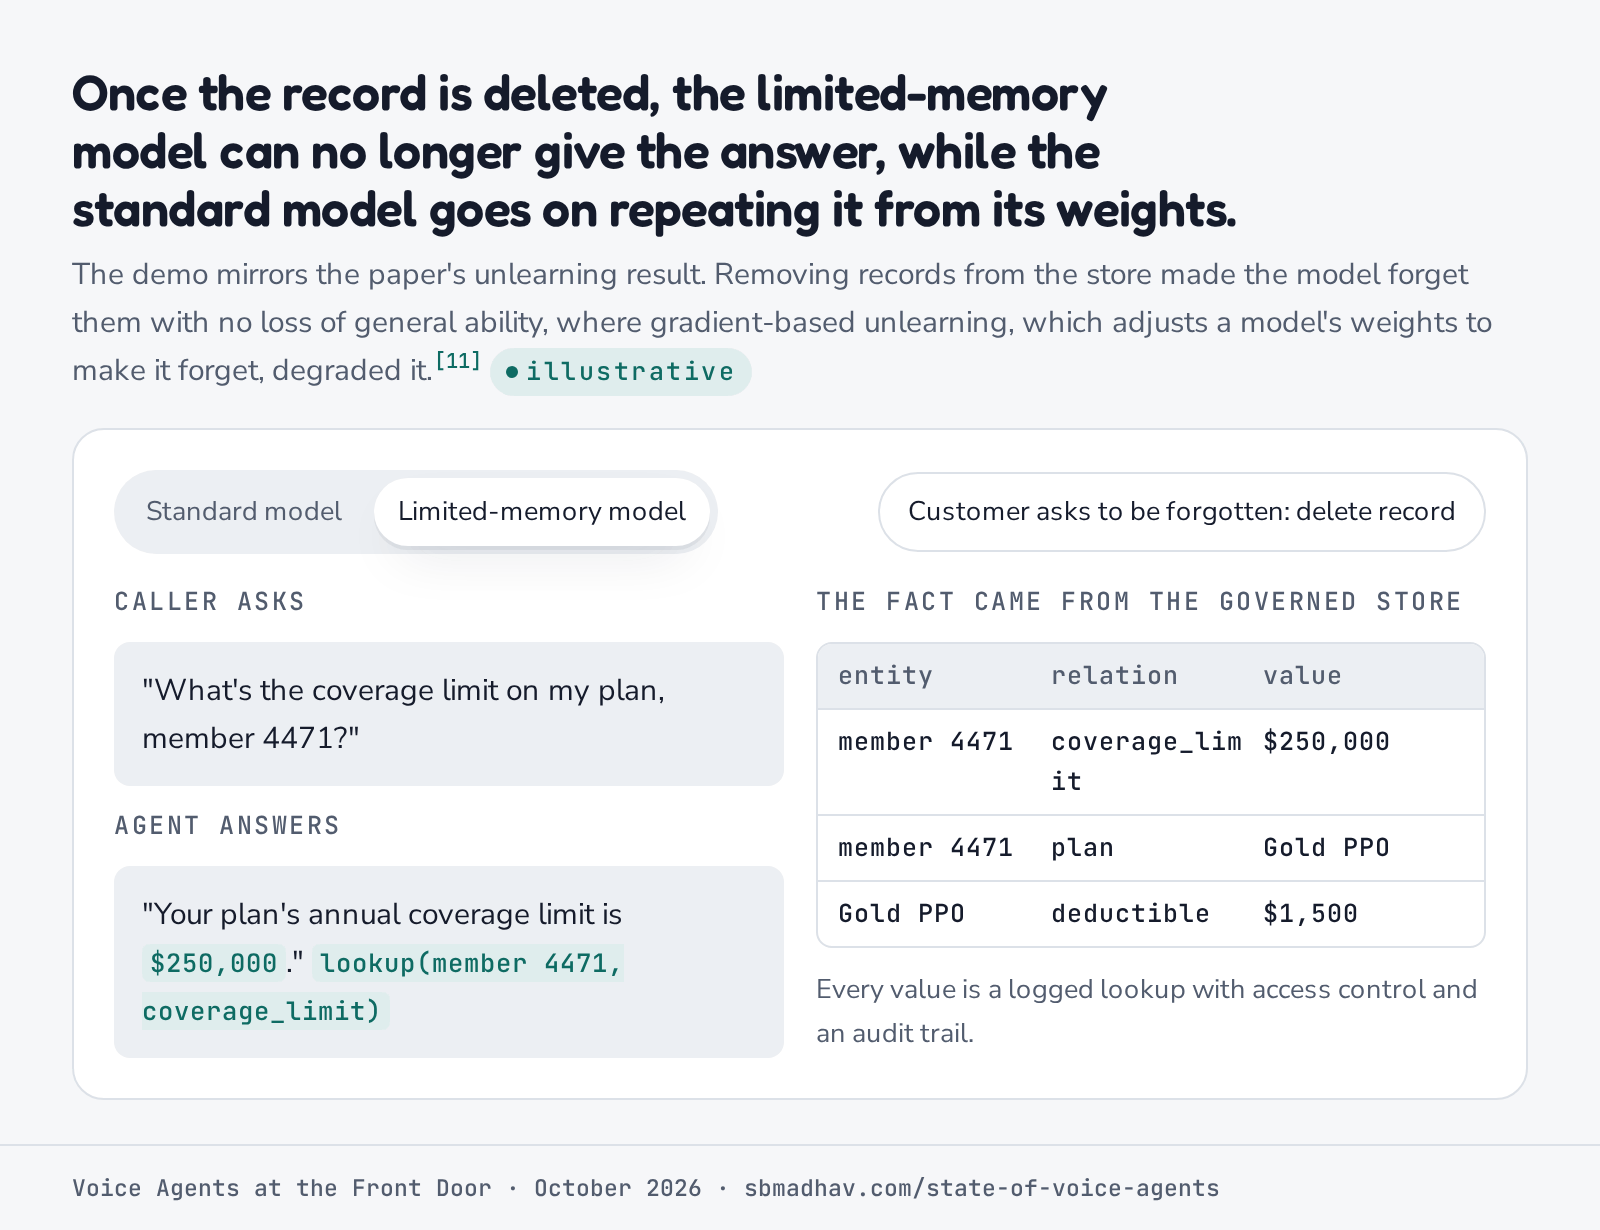 Once the record is deleted, the limited-memory
model can no longer give the answer, while the
standard model goes on repeating it from its weights.
The demo mirrors the paper's unlearning result. Removing records from the store made the model forget
them with no loss of general ability, where gradient-based unlearning, which adjusts a model's weights to
make it forget, degraded it.[11] illustrative
Standard model Limited-memory model
Customer asks to be forgotten: delete record
CALLER ASKS
"What's the coverage limit on my plan,
member 4471?"
AGENT ANSWERS
"Your plan's annual coverage limit is
$250,000." lookup(member 4471,
coverage_limit)
THE FACT CAME FROM THE GOVERNED STORE
entity relation value
member 4471 coverage_lim $250,000
it
member 4471 plan Gold PPO
Gold PPO deductible $1,500
Every value is a logged lookup with access control and
an audit trail.
Voice Agents at the Front Door · October 2026 · sbmadhav.com/state-of-voice-agents